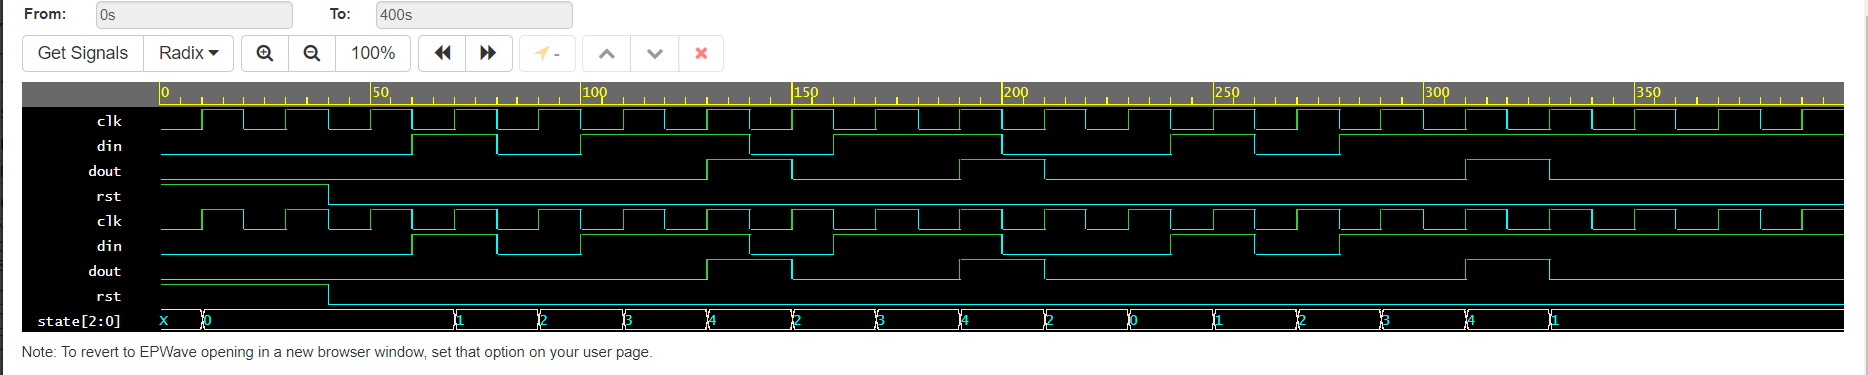 From: 0s To: 400s
Get Signals Radix 100% -
0 50 100 150 200 250 300 350
clk
din
dout
rst
clk
din
dout
rst
state[2:0] X 0 1 2 3 4 2 3 4 2 0 1 2 3 4 1
Note: To revert to EPWave opening in a new browser window, set that option on your user page.